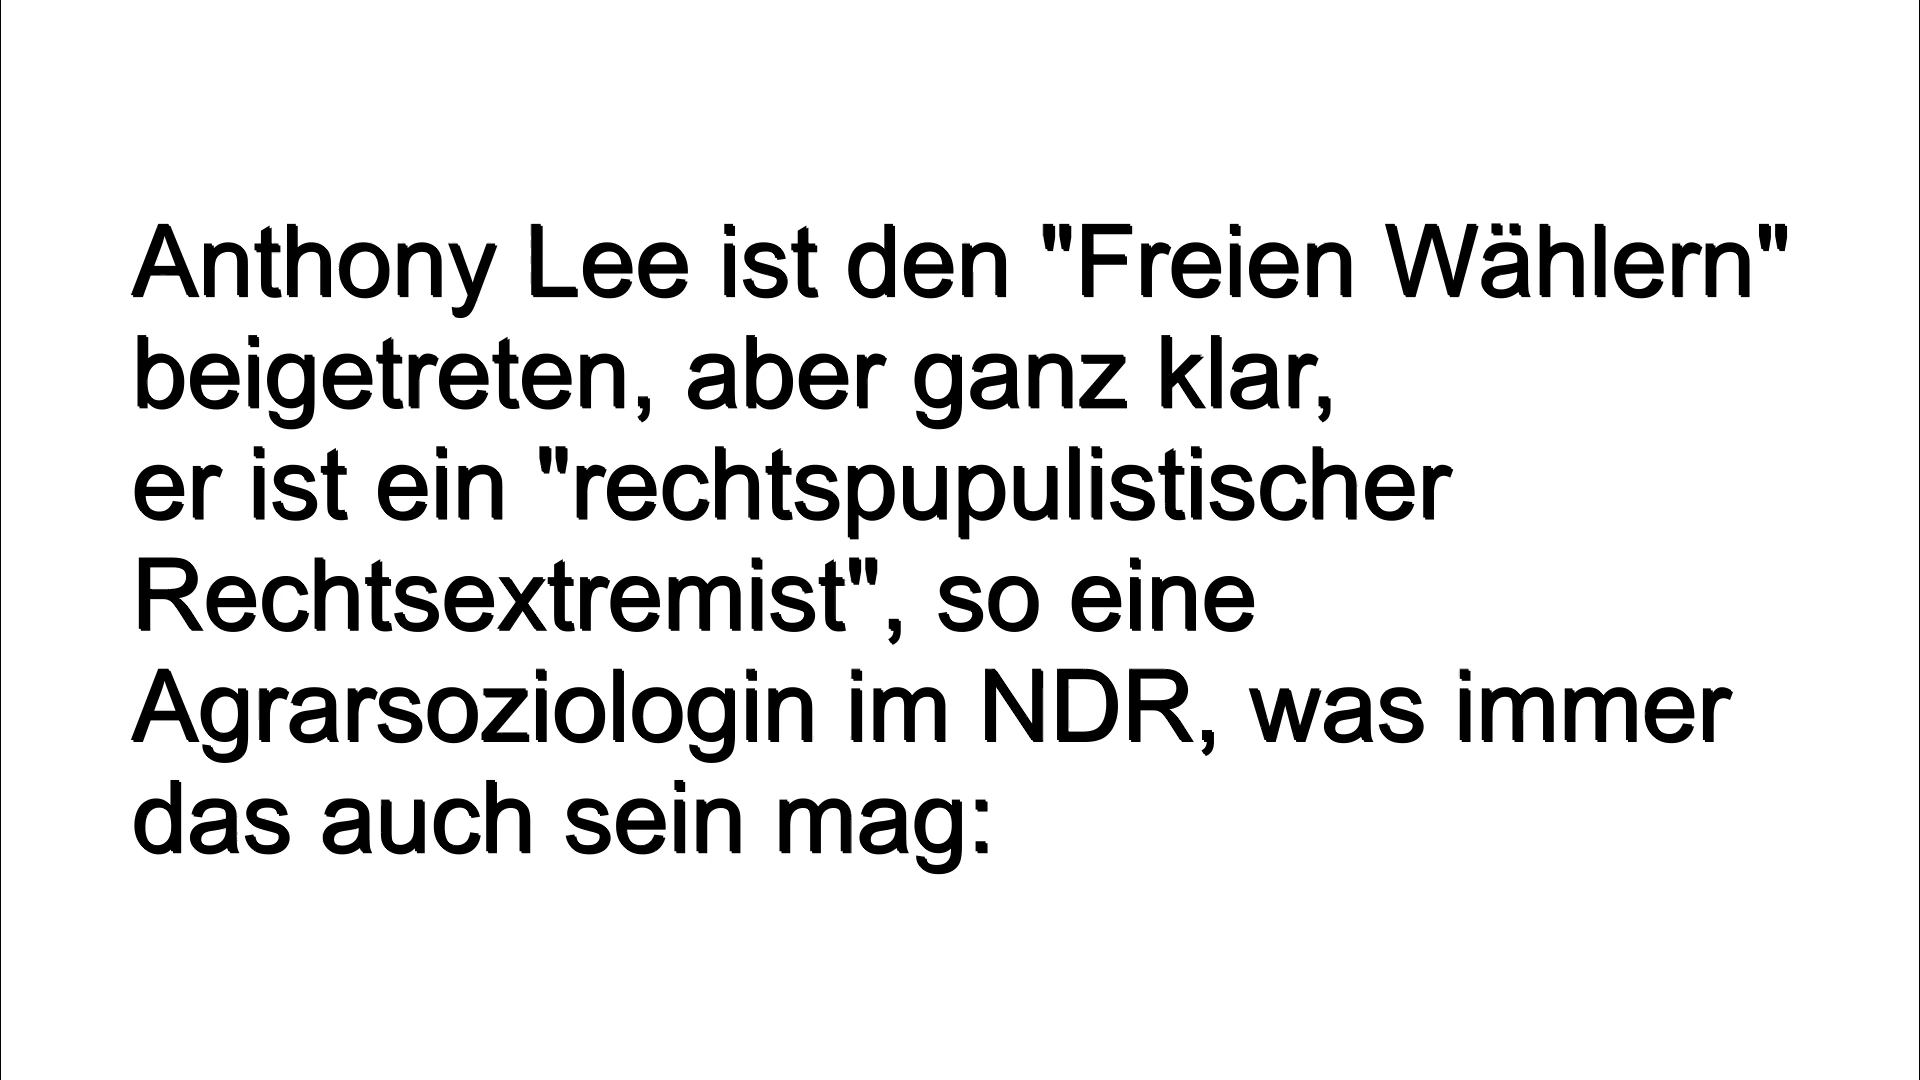 Anthony Lee ist den "Freien Wählern"
beigetreten, aber ganz klar,
er ist ein "rechtspupulistischer
Rechtsextremist", so eine
Agrarsoziologin im NDR, was immer
das auch sein mag: